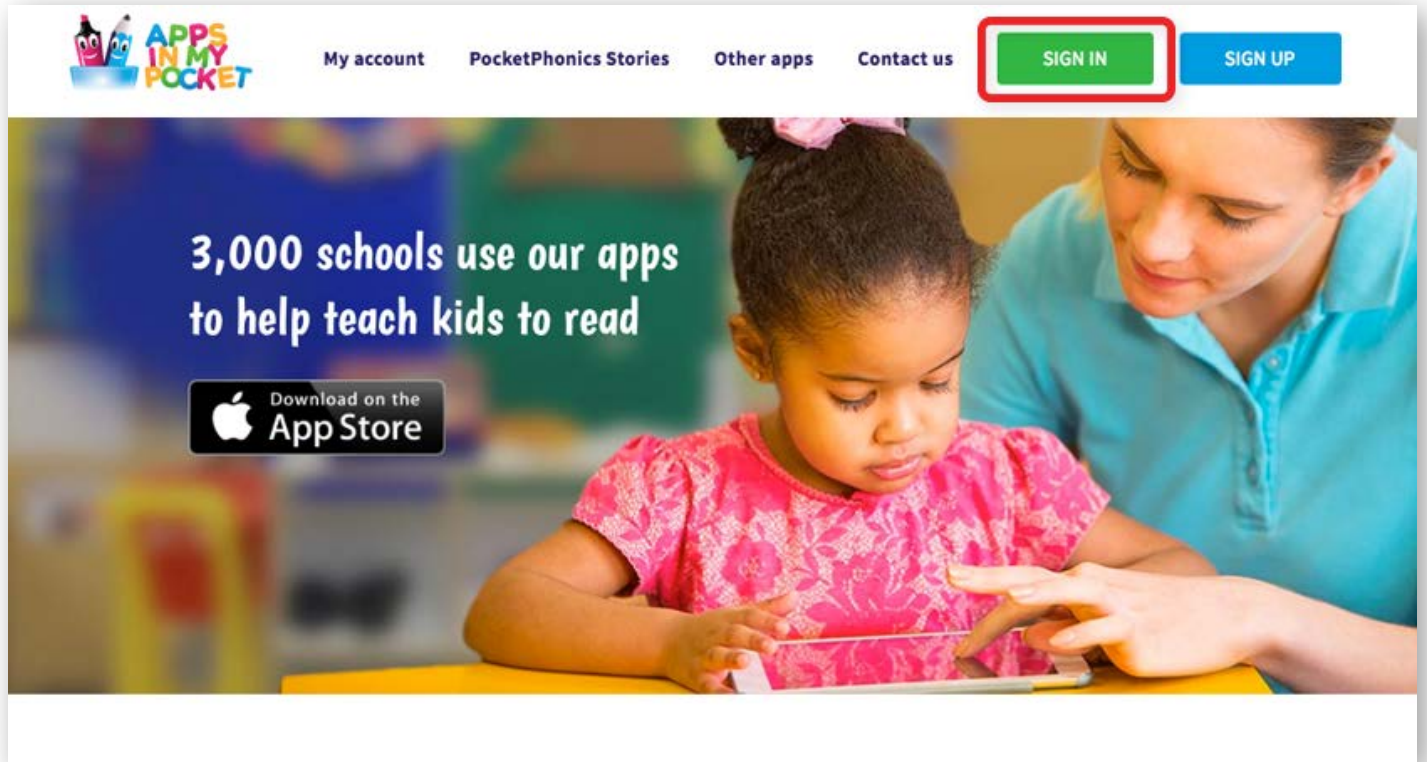 APPS
IN MY
POCKET
My account
PocketPhonics Stories
Other apps
Contact us
SIGN IN
SIGN UP
3,000 schools use our apps
to help teach kids to read
Download on the
App Store